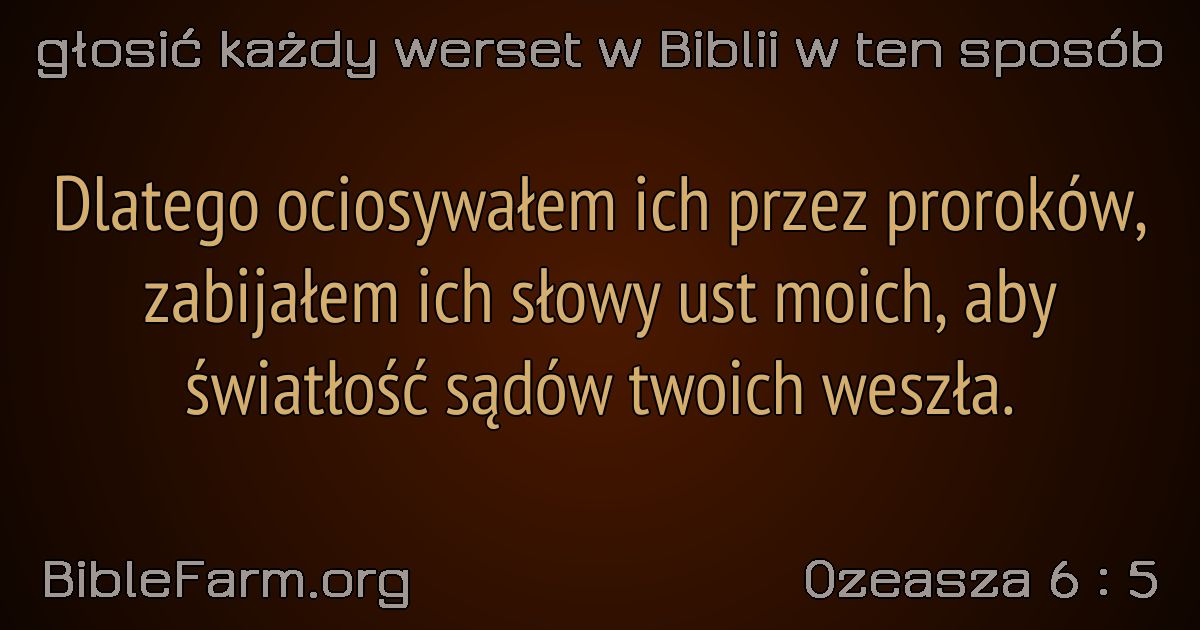 głosić każdy werset w Biblii w ten sposób
Dlatego ociosywałem ich przez proroków,
zabijałem ich słowy ust moich, aby
światłość sądów twoich weszła.
BibleFarm.org
Ozeasza 6 : 5